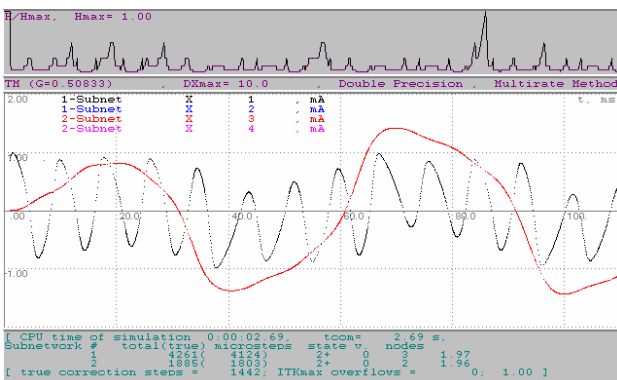 H/Hmax, Hmax= 1.00
TM (G=0.50833) , DXmax= 10.0 , Double Precision , Multirate Method
2.00 1-Subnet X 1 , mA t, ms
1-Subnet X 2 , mA
2-Subnet X 3 , mA
2-Subnet X 4 , mA
1.00
.00 20.0 40.0 60.0 80.0 100.
-1.00
[ CPU time of simulation 0:00:02.69, tcom= 2.69 s,
Subnetwork # total(true) microsteps state v. nodes
1 4261( 4124) 2+ 0 3 1.97
2 1885( 1803) 2+ 0 2 1.96
[ true correction steps = 1442; ITKmax overflows = 0; 1.00 ]